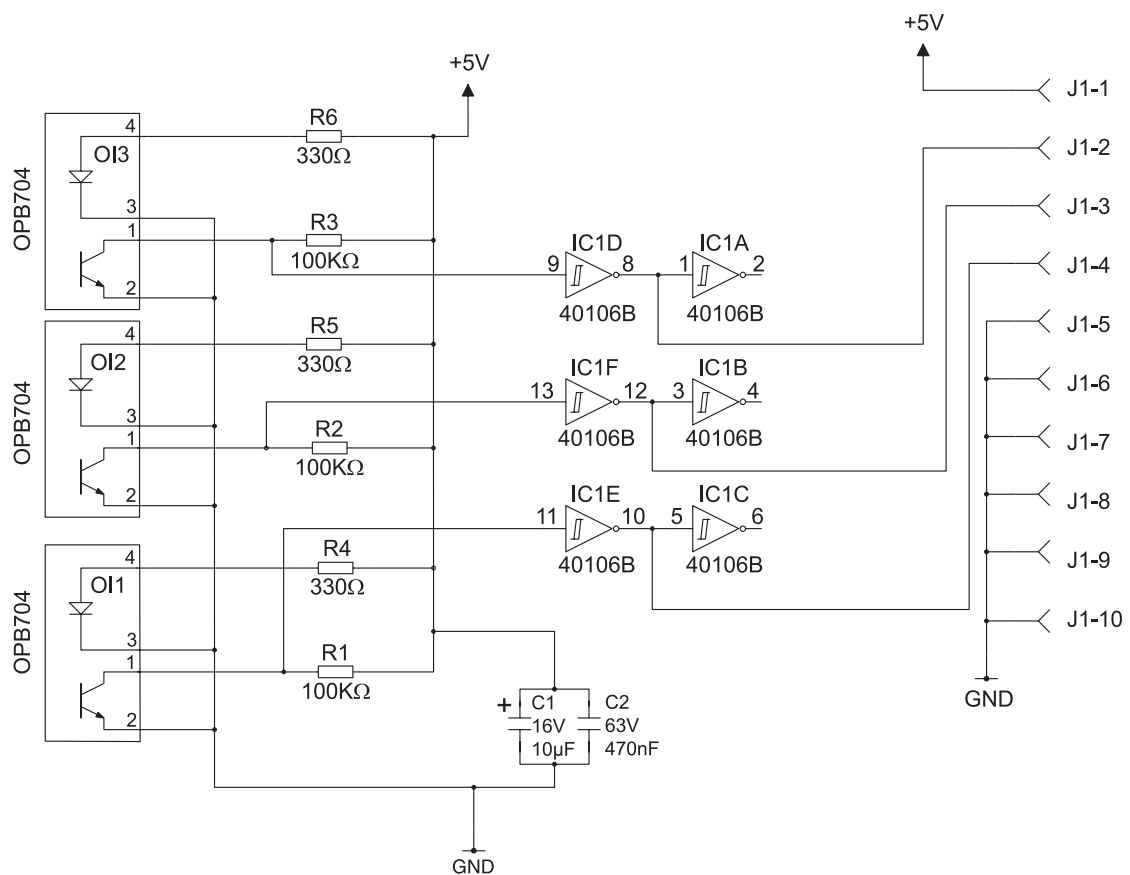 +5V
J1-1
J1-2
J1-3
J1-4
J1-5
J1-6
J1-7
J1-8
J1-9
J1-10
GND
+5V
OPB704
OI3
4
3
1
2
R6
330Ω
R3
100KΩ
IC1D
9
8
40106B
IC1A
1
2
40106B
OPB704
OI2
4
3
1
2
R5
330Ω
R2
100KΩ
IC1F
13
12
40106B
IC1B
3
4
40106B
OPB704
OI1
4
3
1
2
R4
330Ω
R1
100KΩ
IC1E
11
10
40106B
IC1C
5
6
40106B
+
C1
16V
10µF
C2
63V
470nF
GND